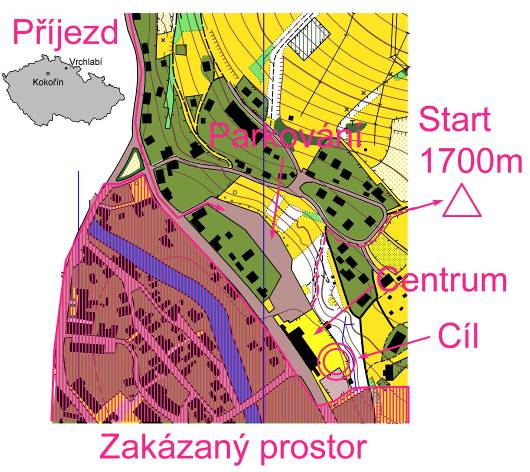 Příjezd
Vrchlabí
Kokořín
Parkování
Start
1700m
Centrum
Cíl
Zakázaný prostor